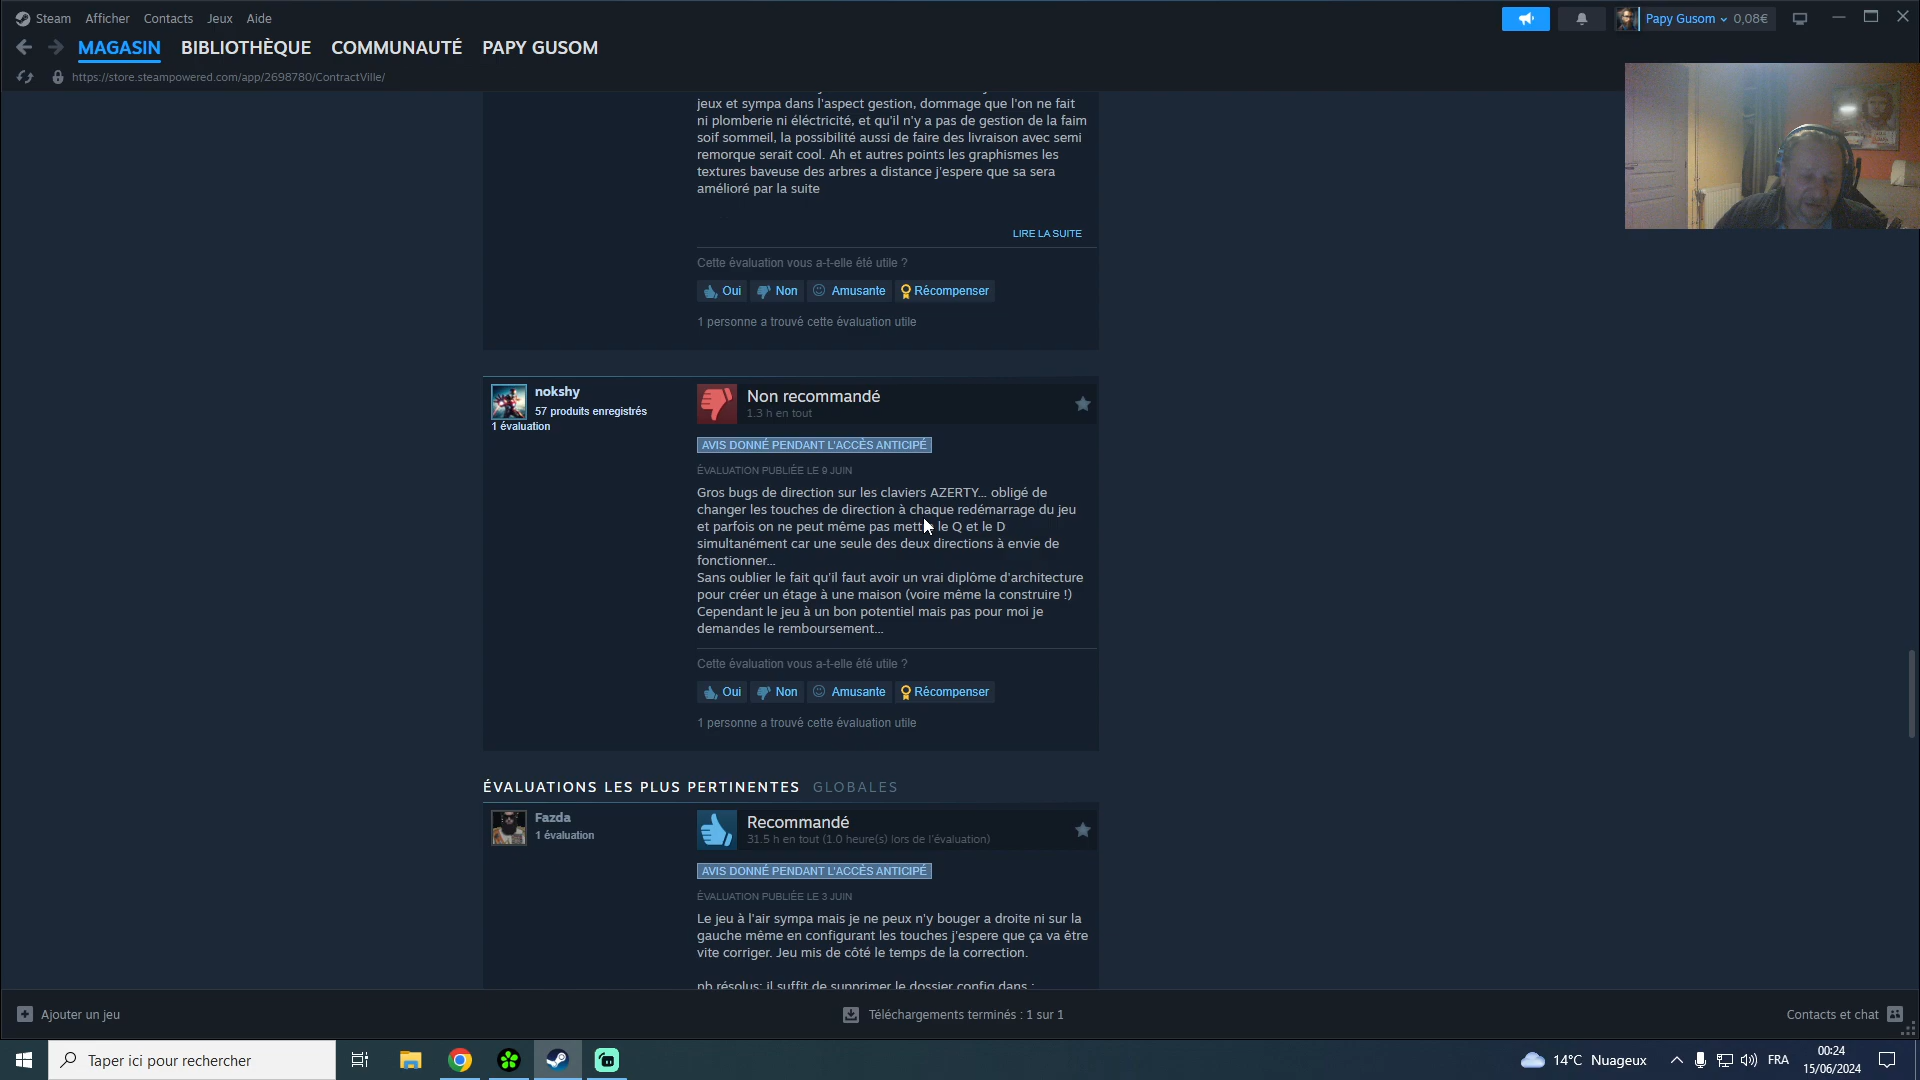 Steam Afficher Contacts Jeux Aide
Papy Gusom 0,08€
MAGASIN BIBLIOTHÈQUE COMMUNAUTÉ PAPY GUSOM
https://store.steampowered.com/app/2698780/ContractVille/
jeux et sympa dans l'aspect gestion, dommage que l'on ne fait
ni plomberie ni éléctricité, et qu'il n'y a pas de gestion de la faim
soif sommeil, la possibilité aussi de faire des livraison avec semi
remorque serait cool. Ah et autres points les graphismes les
textures baveuse des arbres a distance j'espere que sa sera
amélioré par la suite
LIRE LA SUITE
Cette évaluation vous a-t-elle été utile ?
Oui Non Amusante Récompenser
1 personne a trouvé cette évaluation utile
nokshy
57 produits enregistrés
1 évaluation
Non recommandé
1.3 h en tout
AVIS DONNÉ PENDANT L'ACCÈS ANTICIPÉ
ÉVALUATION PUBLIÉE LE 9 JUIN
Gros bugs de direction sur les claviers AZERTY... obligé de
changer les touches de direction à chaque redémarrage du jeu
et parfois on ne peut même pas mettre le Q et le D
simultanément car une seule des deux directions à envie de
fonctionner...
Sans oublier le fait qu'il faut avoir un vrai diplôme d'architecture
pour créer un étage à une maison (voire même la construire !)
Cependant le jeu à un bon potentiel mais pas pour moi je
demandes le remboursement...
Cette évaluation vous a-t-elle été utile ?
Oui Non Amusante Récompenser
1 personne a trouvé cette évaluation utile
ÉVALUATIONS LES PLUS PERTINENTES GLOBALES
Fazda
1 évaluation
Recommandé
31.5 h en tout (1.0 heure(s) lors de l'évaluation)
AVIS DONNÉ PENDANT L'ACCÈS ANTICIPÉ
ÉVALUATION PUBLIÉE LE 3 JUIN
Le jeu à l'air sympa mais je ne peux n'y bouger a droite ni sur la
gauche même en configurant les touches j'espere que ça va être
vite corriger. Jeu mis de côté le temps de la correction.
pb résolus: il suffit de supprimer le dossier config dans :
Ajouter un jeu
Téléchargements terminés : 1 sur 1
Contacts et chat
Taper ici pour rechercher
14°C Nuageux
FRA
00:24
15/06/2024